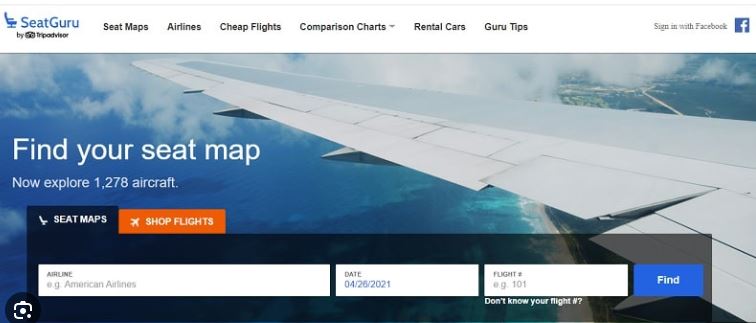 SeatGuru
by Tripadvisor
Seat Maps Airlines Cheap Flights Comparison Charts Rental Cars Guru Tips
Sign in with Facebook
Find your seat map
Now explore 1,278 aircraft.
SEAT MAPS SHOP FLIGHTS
AIRLINE DATE FLIGHT #
e.g. American Airlines 04/26/2021 e.g. 101 Find
Don't know your flight #?